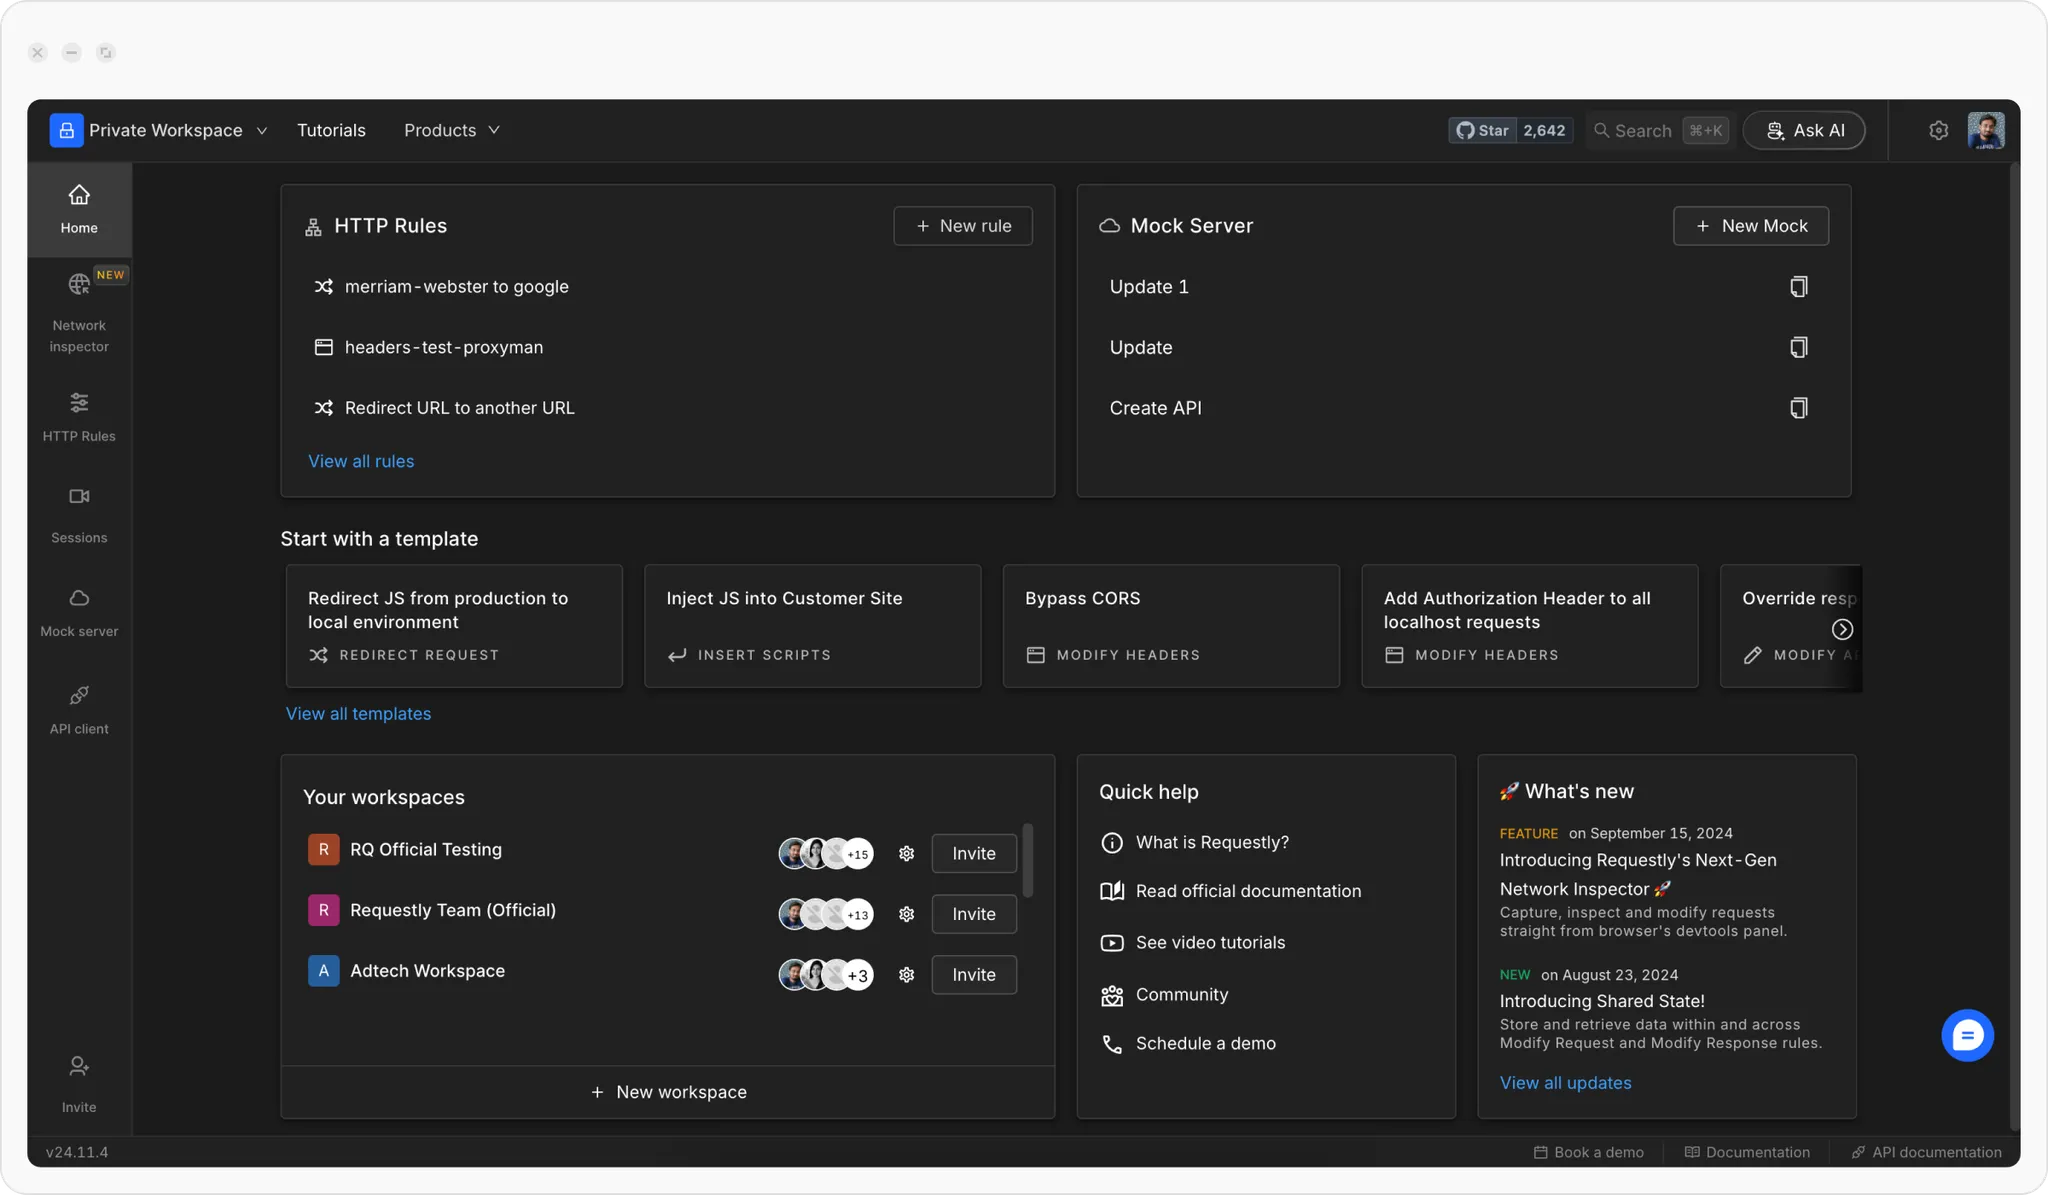 Private Workspace
Tutorials
Products
Star 2,642
Search ⌘+K
Ask AI
Home
NEW
Network
inspector
HTTP Rules
Sessions
Mock server
API client
Invite
HTTP Rules
+ New rule
merriam-webster to google
headers-test-proxyman
Redirect URL to another URL
View all rules
Mock Server
+ New Mock
Update 1
Update
Create API
Start with a template
Redirect JS from production to
local environment
REDIRECT REQUEST
Inject JS into Customer Site
INSERT SCRIPTS
Bypass CORS
MODIFY HEADERS
Add Authorization Header to all
localhost requests
MODIFY HEADERS
Override resp
MODIFY A
View all templates
Your workspaces
R RQ Official Testing +15 Invite
R Requestly Team (Official) +13 Invite
A Adtech Workspace +3 Invite
+ New workspace
Quick help
What is Requestly?
Read official documentation
See video tutorials
Community
Schedule a demo
🚀 What's new
FEATURE on September 15, 2024
Introducing Requestly's Next-Gen
Network Inspector 🚀
Capture, inspect and modify requests
straight from browser's devtools panel.
NEW on August 23, 2024
Introducing Shared State!
Store and retrieve data within and across
Modify Request and Modify Response rules.
View all updates
v24.11.4
Book a demo
Documentation
API documentation